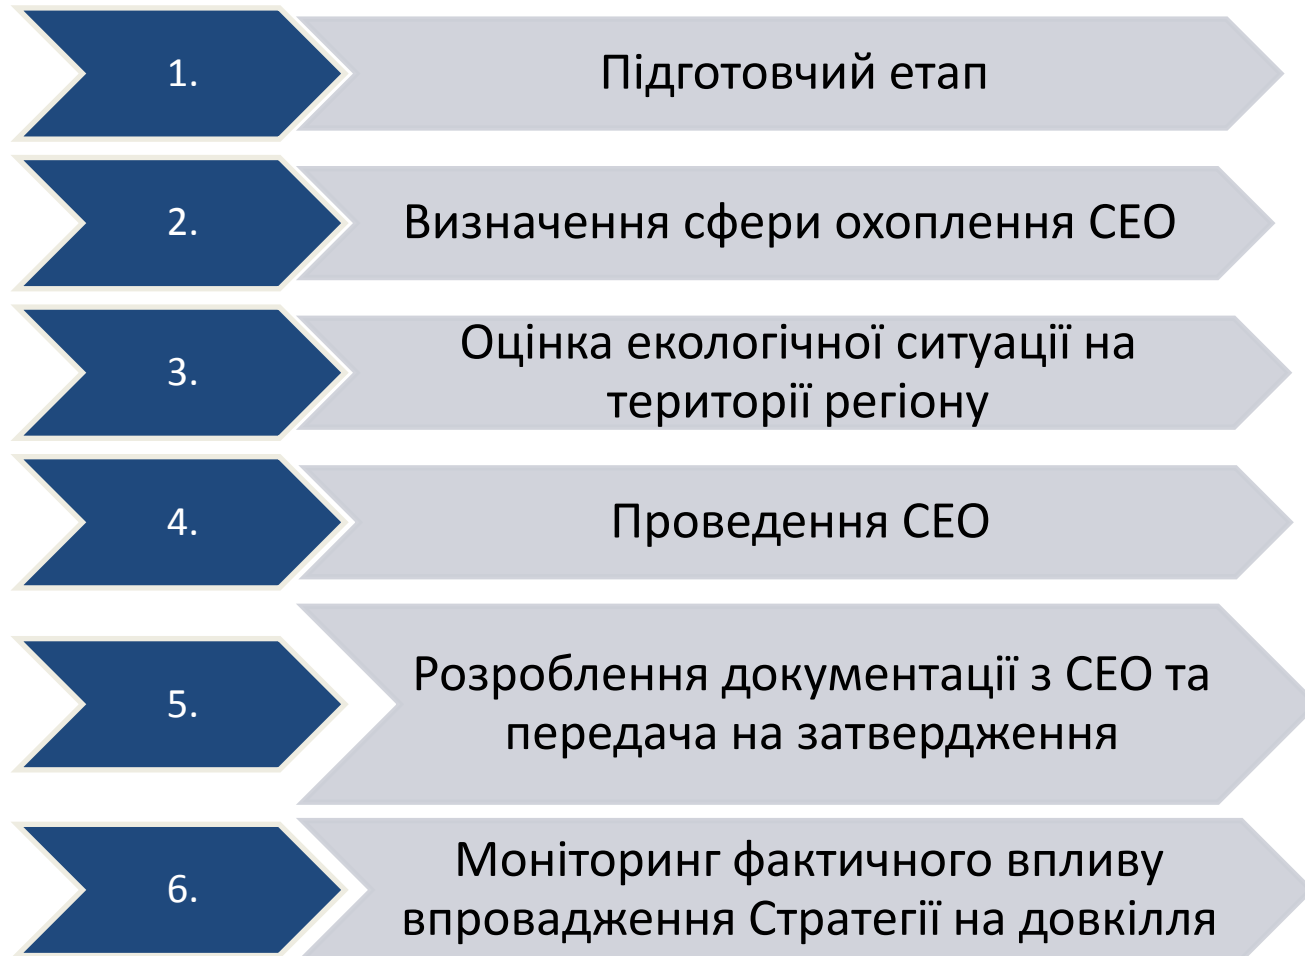 1.
Підготовчий етап
2.
Визначення сфери охоплення СЕО
3.
Оцінка екологічної ситуації на
території регіону
4.
Проведення СЕО
5.
Розроблення документації з СЕО та
передача на затвердження
6.
Моніторинг фактичного впливу
впровадження Стратегії на довкілля